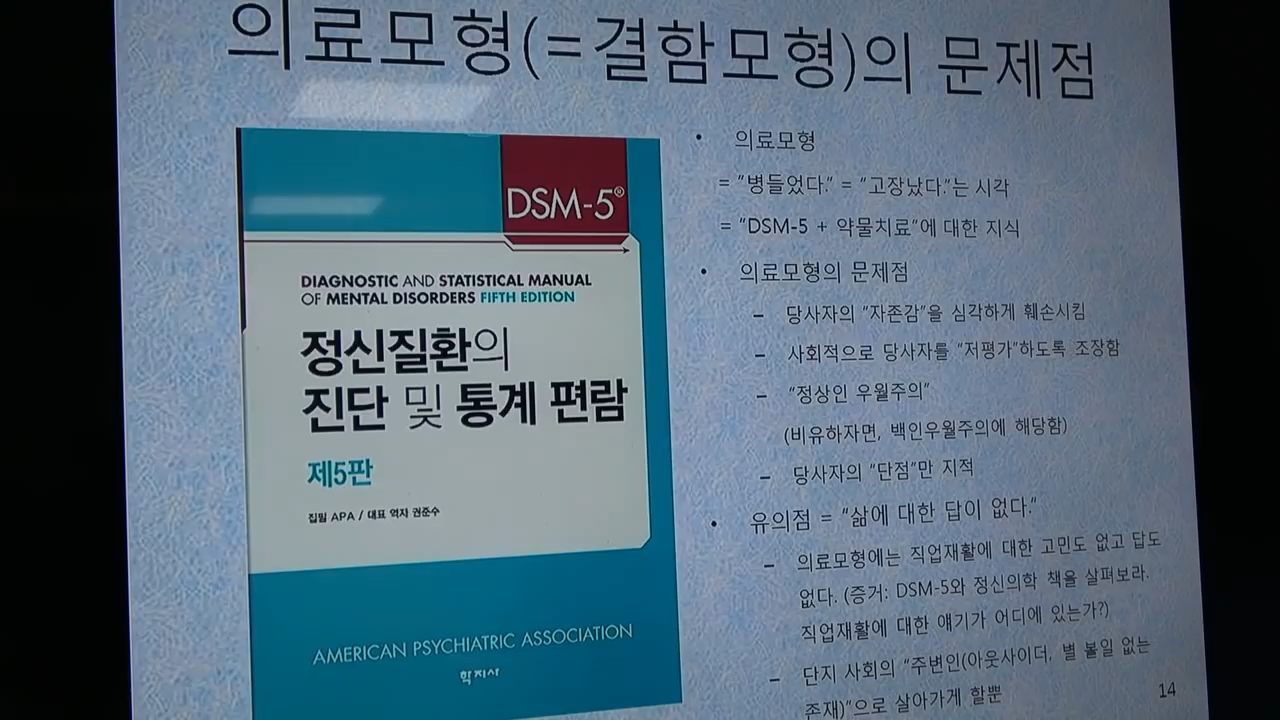 의료모형(=결함모형)의 문제점
DSM-5®
DIAGNOSTIC AND STATISTICAL MANUAL
OF MENTAL DISORDERS FIFTH EDITION
정신질환의
진단 및 통계 편람
제5판
집필 APA / 대표 역자 권준수
AMERICAN PSYCHIATRIC ASSOCIATION
학지사
• 의료모형
= "병들었다." = "고장났다."는 시각
= "DSM-5 + 약물치료"에 대한 지식
• 의료모형의 문제점
– 당사자의 "자존감"을 심각하게 훼손시킴
– 사회적으로 당사자를 "저평가"하도록 조장함
– "정상인 우월주의"
(비유하자면, 백인우월주의에 해당함)
– 당사자의 "단점"만 지적
• 유의점 = "삶에 대한 답이 없다."
– 의료모형에는 직업재활에 대한 고민도 없고 답도
없다. (증거: DSM-5와 정신의학 책을 살펴보라.
직업재활에 대한 얘기가 어디에 있는가?)
– 단지 사회의 "주변인(아웃사이더, 별 볼일 없는
존재)"으로 살아가게 할뿐
14